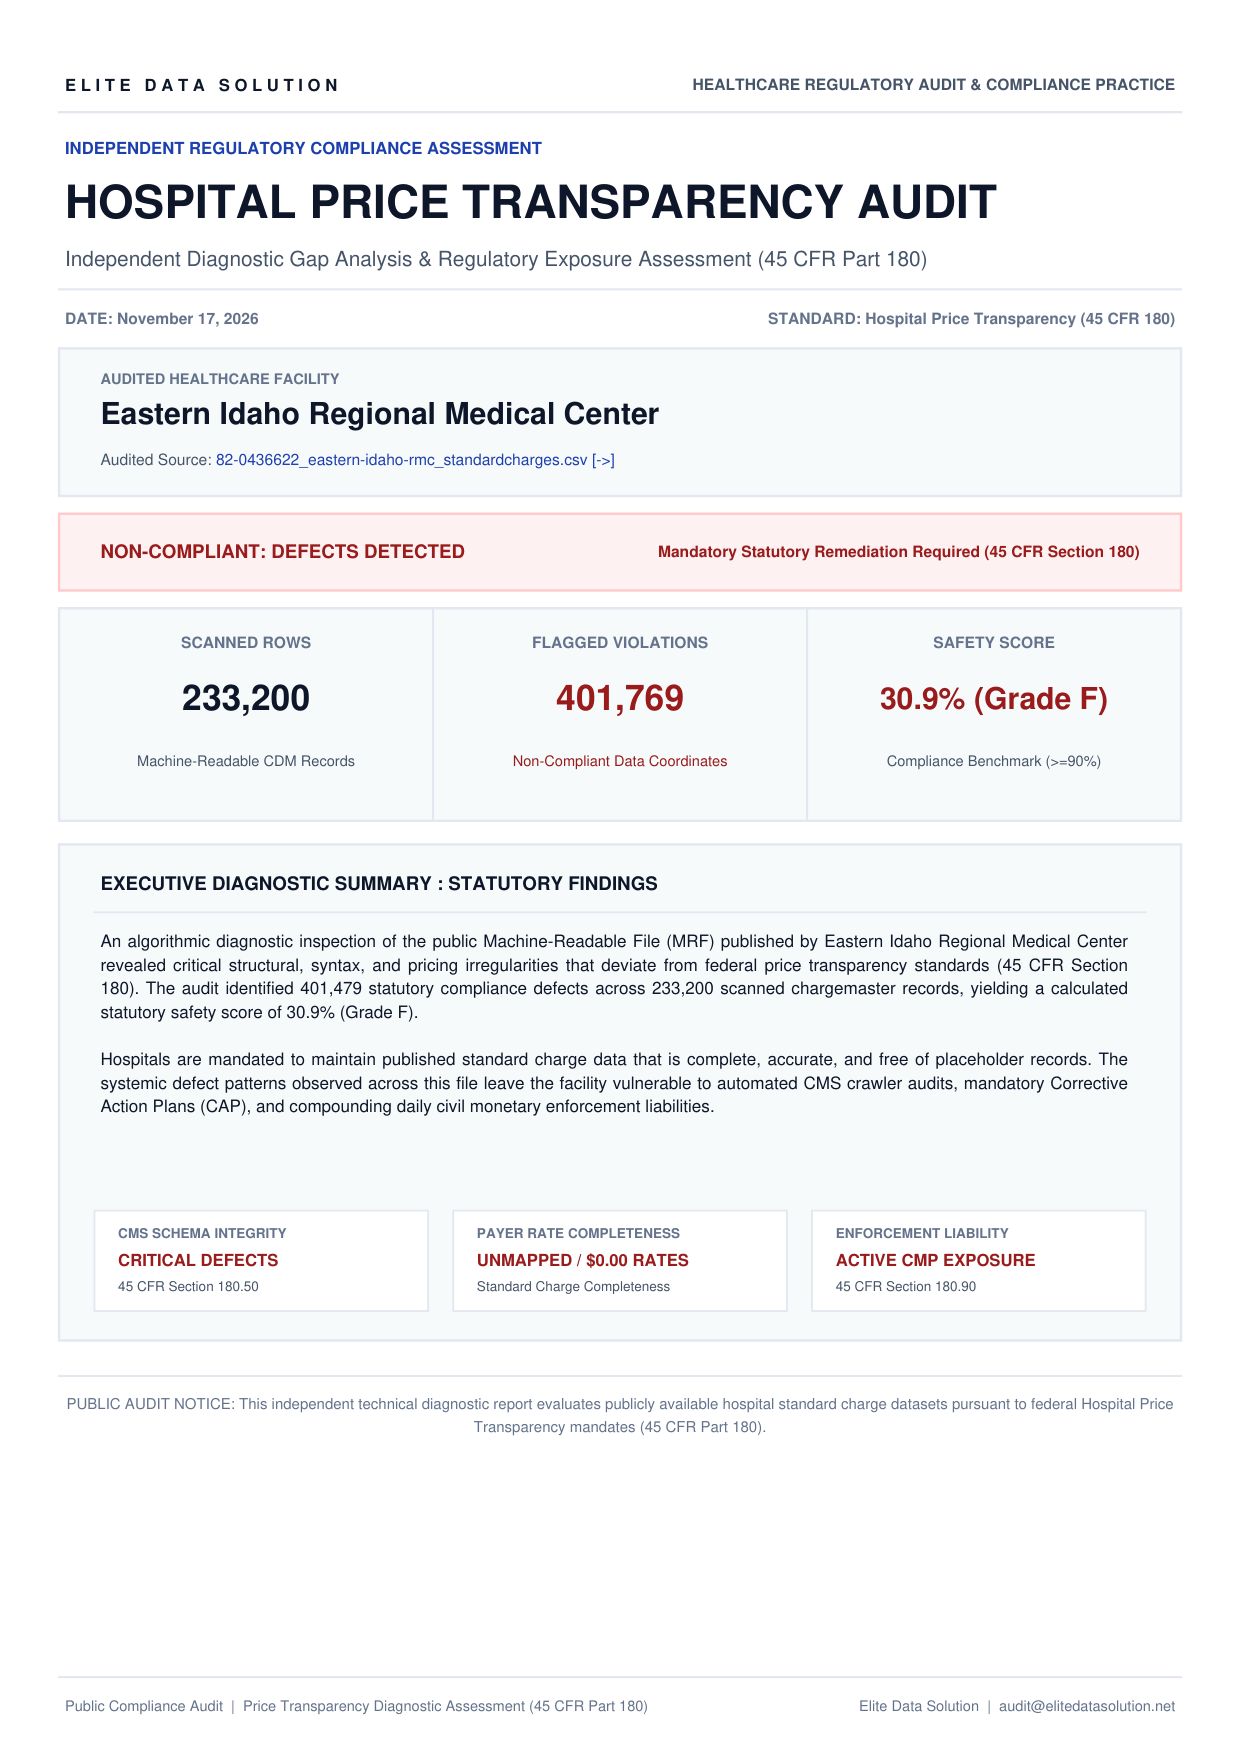 ELITE DATA SOLUTION
HEALTHCARE REGULATORY AUDIT & COMPLIANCE PRACTICE
INDEPENDENT REGULATORY COMPLIANCE ASSESSMENT
HOSPITAL PRICE TRANSPARENCY AUDIT
Independent Diagnostic Gap Analysis & Regulatory Exposure Assessment (45 CFR Part 180)
DATE: November 17, 2026
STANDARD: Hospital Price Transparency (45 CFR 180)
AUDITED HEALTHCARE FACILITY
Eastern Idaho Regional Medical Center
Audited Source: 82-0436622_eastern-idaho-rmc_standardcharges.csv [->]
NON-COMPLIANT: DEFECTS DETECTED
Mandatory Statutory Remediation Required (45 CFR Section 180)
SCANNED ROWS
233,200
Machine-Readable CDM Records
FLAGGED VIOLATIONS
401,769
Non-Compliant Data Coordinates
SAFETY SCORE
30.9% (Grade F)
Compliance Benchmark (>=90%)
EXECUTIVE DIAGNOSTIC SUMMARY : STATUTORY FINDINGS
An algorithmic diagnostic inspection of the public Machine-Readable File (MRF) published by Eastern Idaho Regional Medical Center
revealed critical structural, syntax, and pricing irregularities that deviate from federal price transparency standards (45 CFR Section
180). The audit identified 401,479 statutory compliance defects across 233,200 scanned chargemaster records, yielding a calculated
statutory safety score of 30.9% (Grade F).
Hospitals are mandated to maintain published standard charge data that is complete, accurate, and free of placeholder records. The
systemic defect patterns observed across this file leave the facility vulnerable to automated CMS crawler audits, mandatory Corrective
Action Plans (CAP), and compounding daily civil monetary enforcement liabilities.
CMS SCHEMA INTEGRITY
CRITICAL DEFECTS
45 CFR Section 180.50
PAYER RATE COMPLETENESS
UNMAPPED / $0.00 RATES
Standard Charge Completeness
ENFORCEMENT LIABILITY
ACTIVE CMP EXPOSURE
45 CFR Section 180.90
PUBLIC AUDIT NOTICE: This independent technical diagnostic report evaluates publicly available hospital standard charge datasets pursuant to federal Hospital Price
Transparency mandates (45 CFR Part 180).
Public Compliance Audit | Price Transparency Diagnostic Assessment (45 CFR Part 180)
Elite Data Solution | audit@elitedatasolution.net